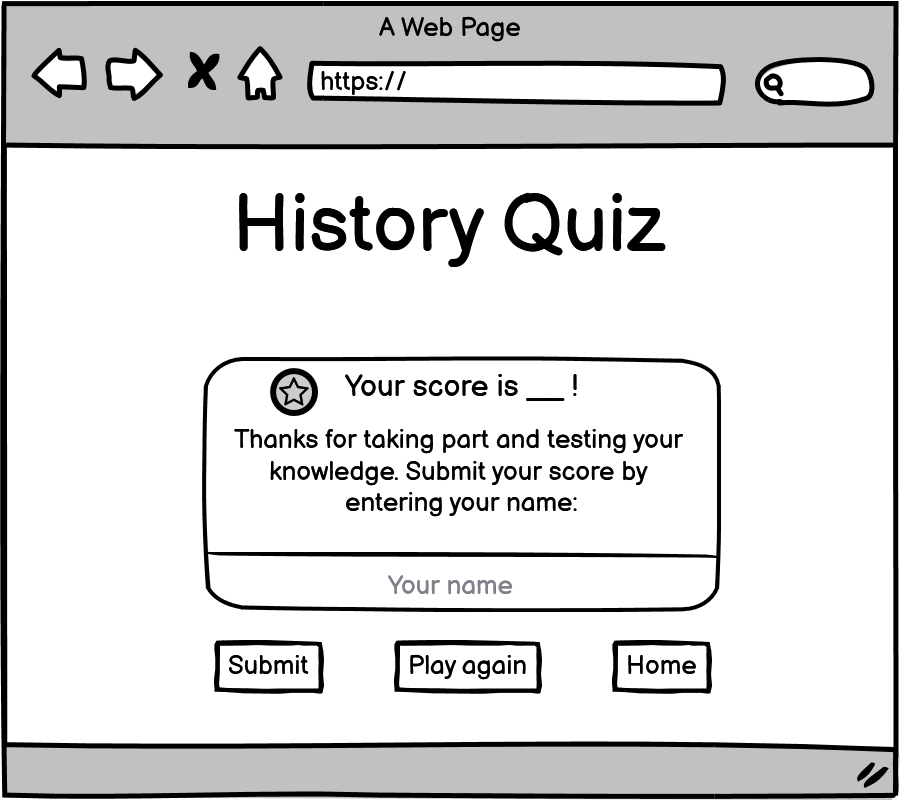 A Web Page
https://
History Quiz
Your score is __ !
Thanks for taking part and testing your
knowledge. Submit your score by
entering your name:
Your name
Submit
Play again
Home